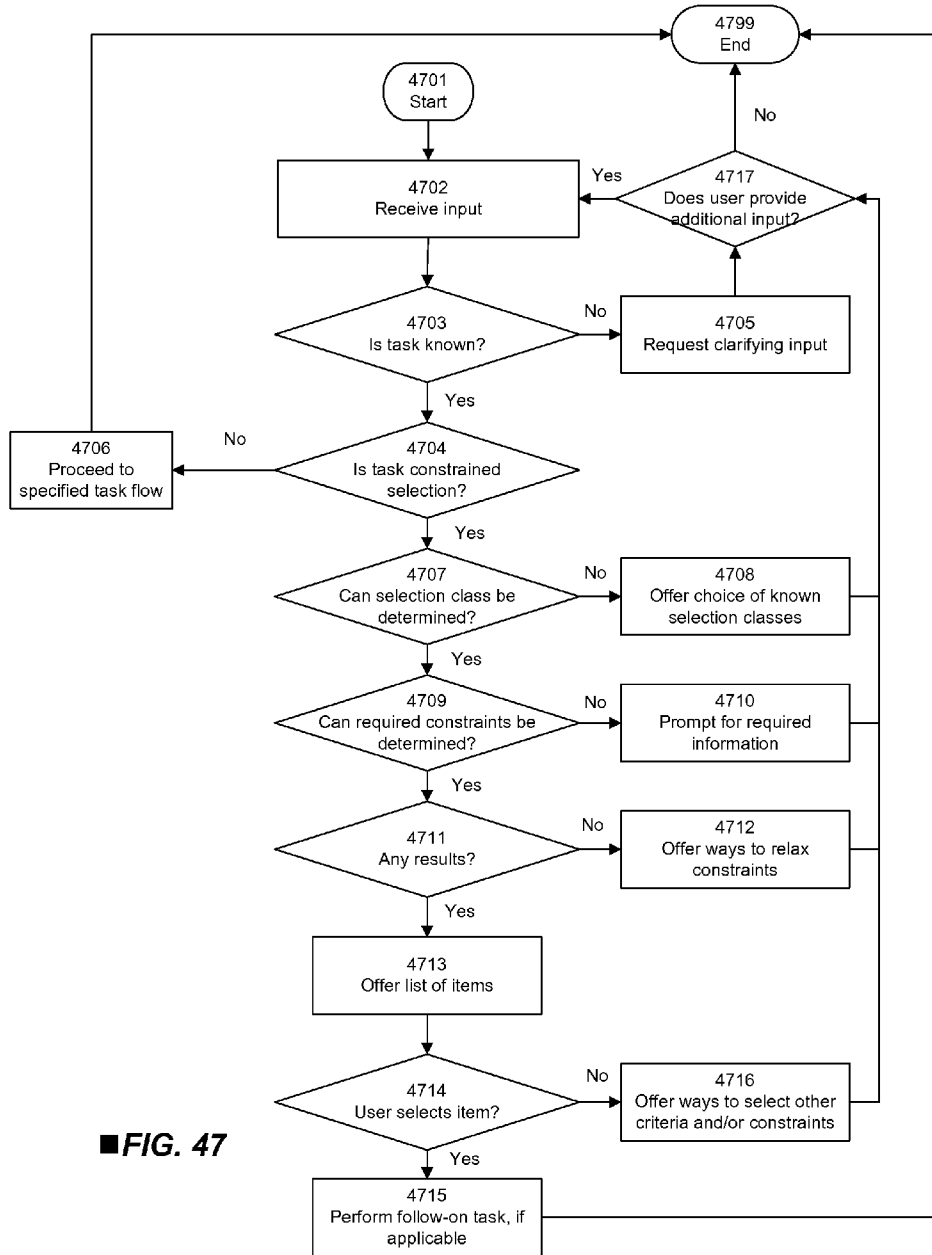 4799
End
4701
Start
No
4702
Receive input
Yes
4717
Does user provide
additional input?
4703
Is task known?
No
4705
Request clarifying input
Yes
4706
Proceed to
specified task flow
No
4704
Is task constrained
selection?
Yes
4707
Can selection class be
determined?
No
4708
Offer choice of known
selection classes
Yes
4709
Can required constraints be
determined?
No
4710
Prompt for required
information
Yes
4711
Any results?
No
4712
Offer ways to relax
constraints
Yes
4713
Offer list of items
4714
User selects item?
No
4716
Offer ways to select other
criteria and/or constraints
Yes
■FIG. 47
4715
Perform follow-on task, if
applicable